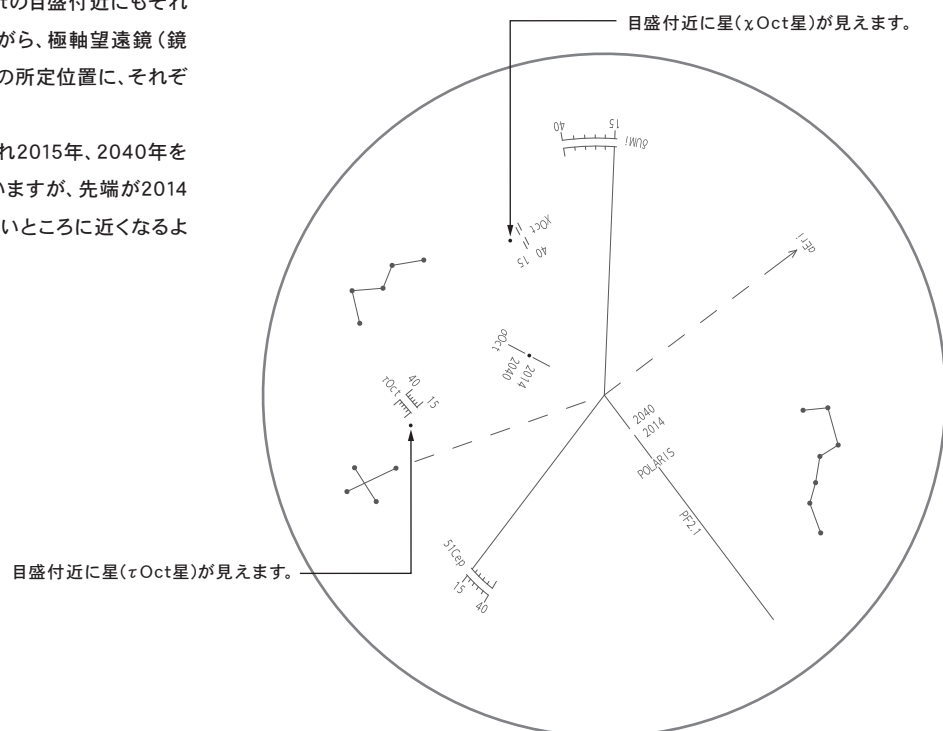 tの目盛付近にもそれ
がら、極軸望遠鏡(鏡
の所定位置に、それぞ
れ2015年、2040年を
いますが、先端が2014
いところに近くなるよ
目盛付近に星(χOct星)が見えます。
40 15
δUMi
χOct
15 40
αEri
σOct
2040
2014
τOct
40
15
2040
2014
POLARIS
PF2.1
51Cep
15
40
目盛付近に星(τOct星)が見えます。